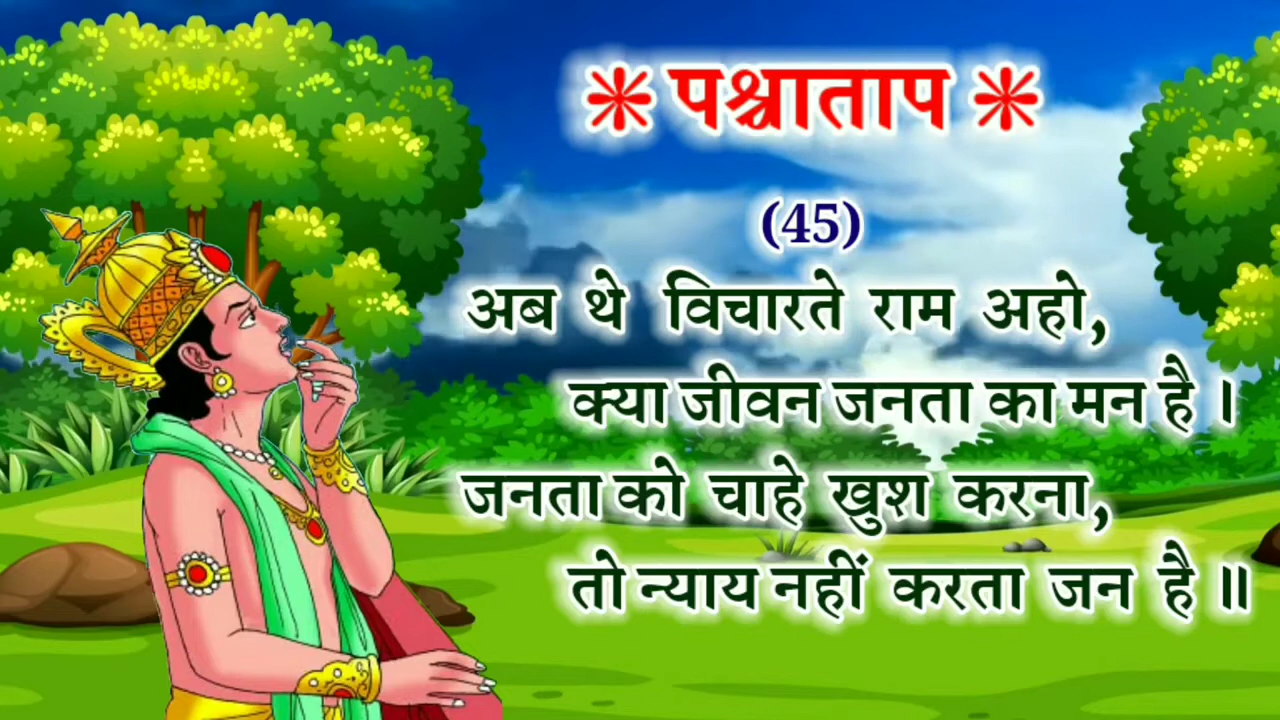 * पश्चाताप *
(45)
अब थे विचारते राम अहो,
क्या जीवन जनता का मन है ।
जनता को चाहे खुश करना,
तो न्याय नहीं करता जन है ॥